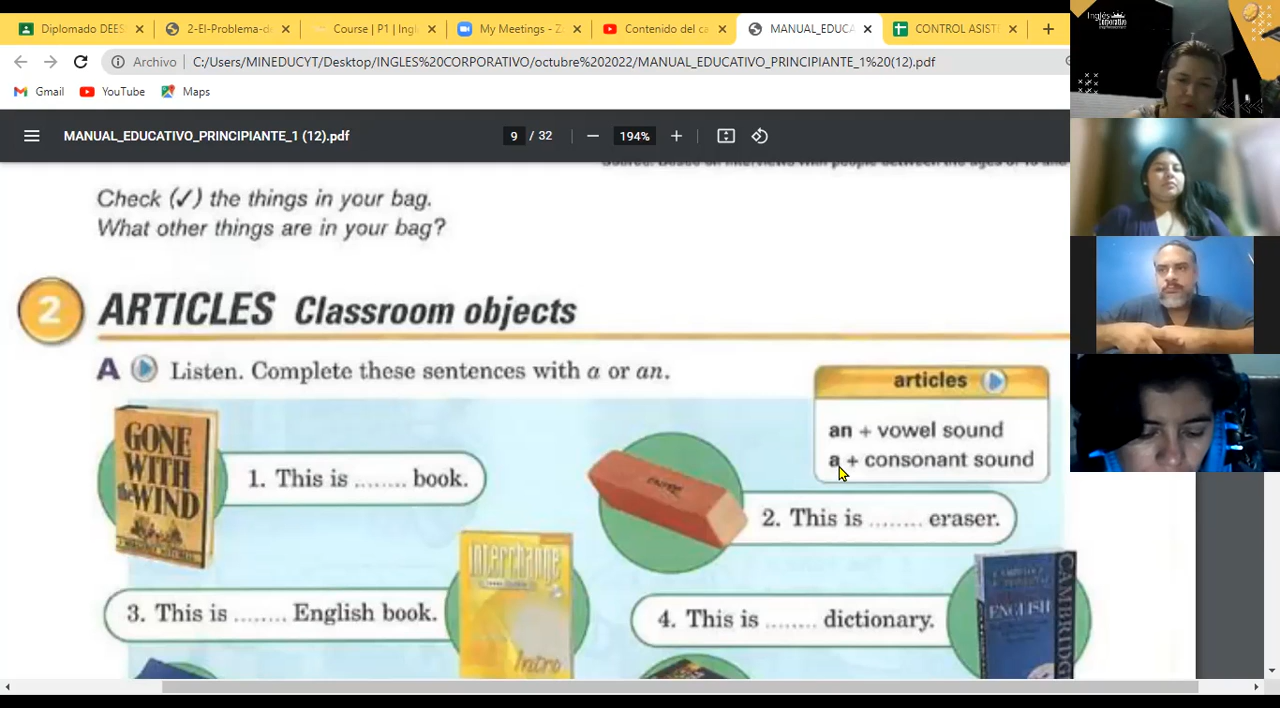 Diplomado DEES
2-El-Problema-d
Course | P1 | Ingl
My Meetings - Z
Contenido del ca
MANUAL_EDUCA
CONTROL ASIST
Archivo
C:/Users/MINEDUCYT/Desktop/INGLES%20CORPORATIVO/octubre%202022/MANUAL_EDUCATIVO_PRINCIPIANTE_1%20(12).pdf
Gmail
YouTube
Maps
MANUAL_EDUCATIVO_PRINCIPIANTE_1 (12).pdf
9 / 32
194%
Check (✓) the things in your bag.
What other things are in your bag?
2 ARTICLES Classroom objects
A Listen. Complete these sentences with a or an.
articles
an + vowel sound
a + consonant sound
GONE
WITH
the WIND
1. This is ........ book.
2. This is ........ eraser.
3. This is ........ English book.
interchange
Intro
4. This is ........ dictionary.
ENGLISH
CAMBRIDGE
Inglés
Corporativo